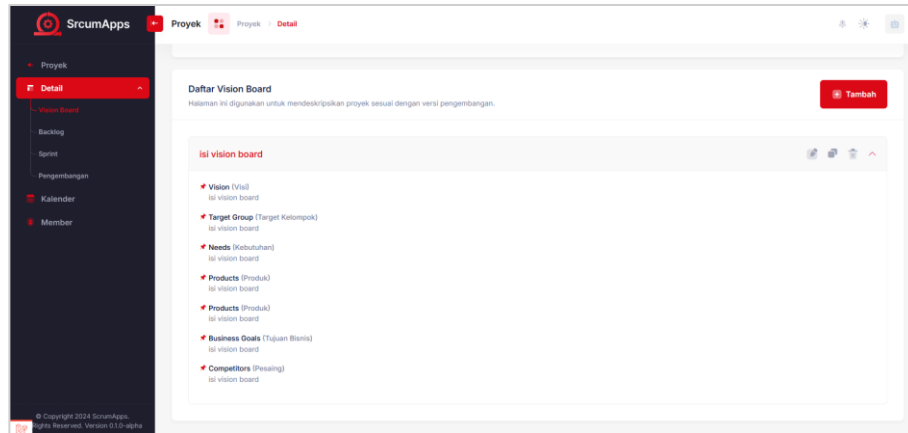 SrcumApps
Proyek
Proyek > Detail
Proyek
Detail
Vision Board
Backlog
Sprint
Pengembangan
Kalender
Member
Daftar Vision Board
Halaman ini digunakan untuk mendeskripsikan proyek sesuai dengan versi pengembangan.
Tambah
isi vision board
Vision (Visi)
isi vision board
Target Group (Target Kelompok)
isi vision board
Needs (Kebutuhan)
isi vision board
Products (Produk)
isi vision board
Products (Produk)
isi vision board
Business Goals (Tujuan Bisnis)
isi vision board
Competitors (Pesaing)
isi vision board
© Copyright 2024 ScrumApps.
Rights Reserved. Version 0.1.0-alpha